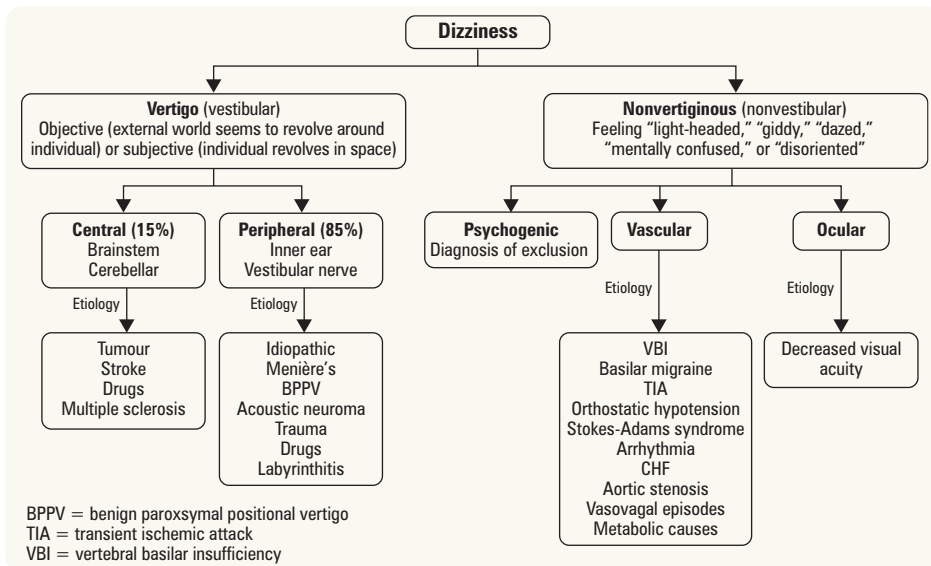 Dizziness
Vertigo (vestibular)
Objective (external world seems to revolve around
individual) or subjective (individual revolves in space)
Nonvertiginous (nonvestibular)
Feeling “light-headed,” “giddy,” “dazed,”
“mentally confused,” or “disoriented”
Central (15%)
Brainstem
Cerebellar
Peripheral (85%)
Inner ear
Vestibular nerve
Psychogenic
Diagnosis of exclusion
Vascular
Ocular
Etiology
Etiology
Etiology
Etiology
Tumour
Stroke
Drugs
Multiple sclerosis
Idiopathic
Menière’s
BPPV
Acoustic neuroma
Trauma
Drugs
Labyrinthitis
VBI
Basilar migraine
TIA
Orthostatic hypotension
Stokes-Adams syndrome
Arrhythmia
CHF
Aortic stenosis
Vasovagal episodes
Metabolic causes
Decreased visual
acuity
BPPV = benign paroxsymal positional vertigo
TIA = transient ischemic attack
VBI = vertebral basilar insufficiency